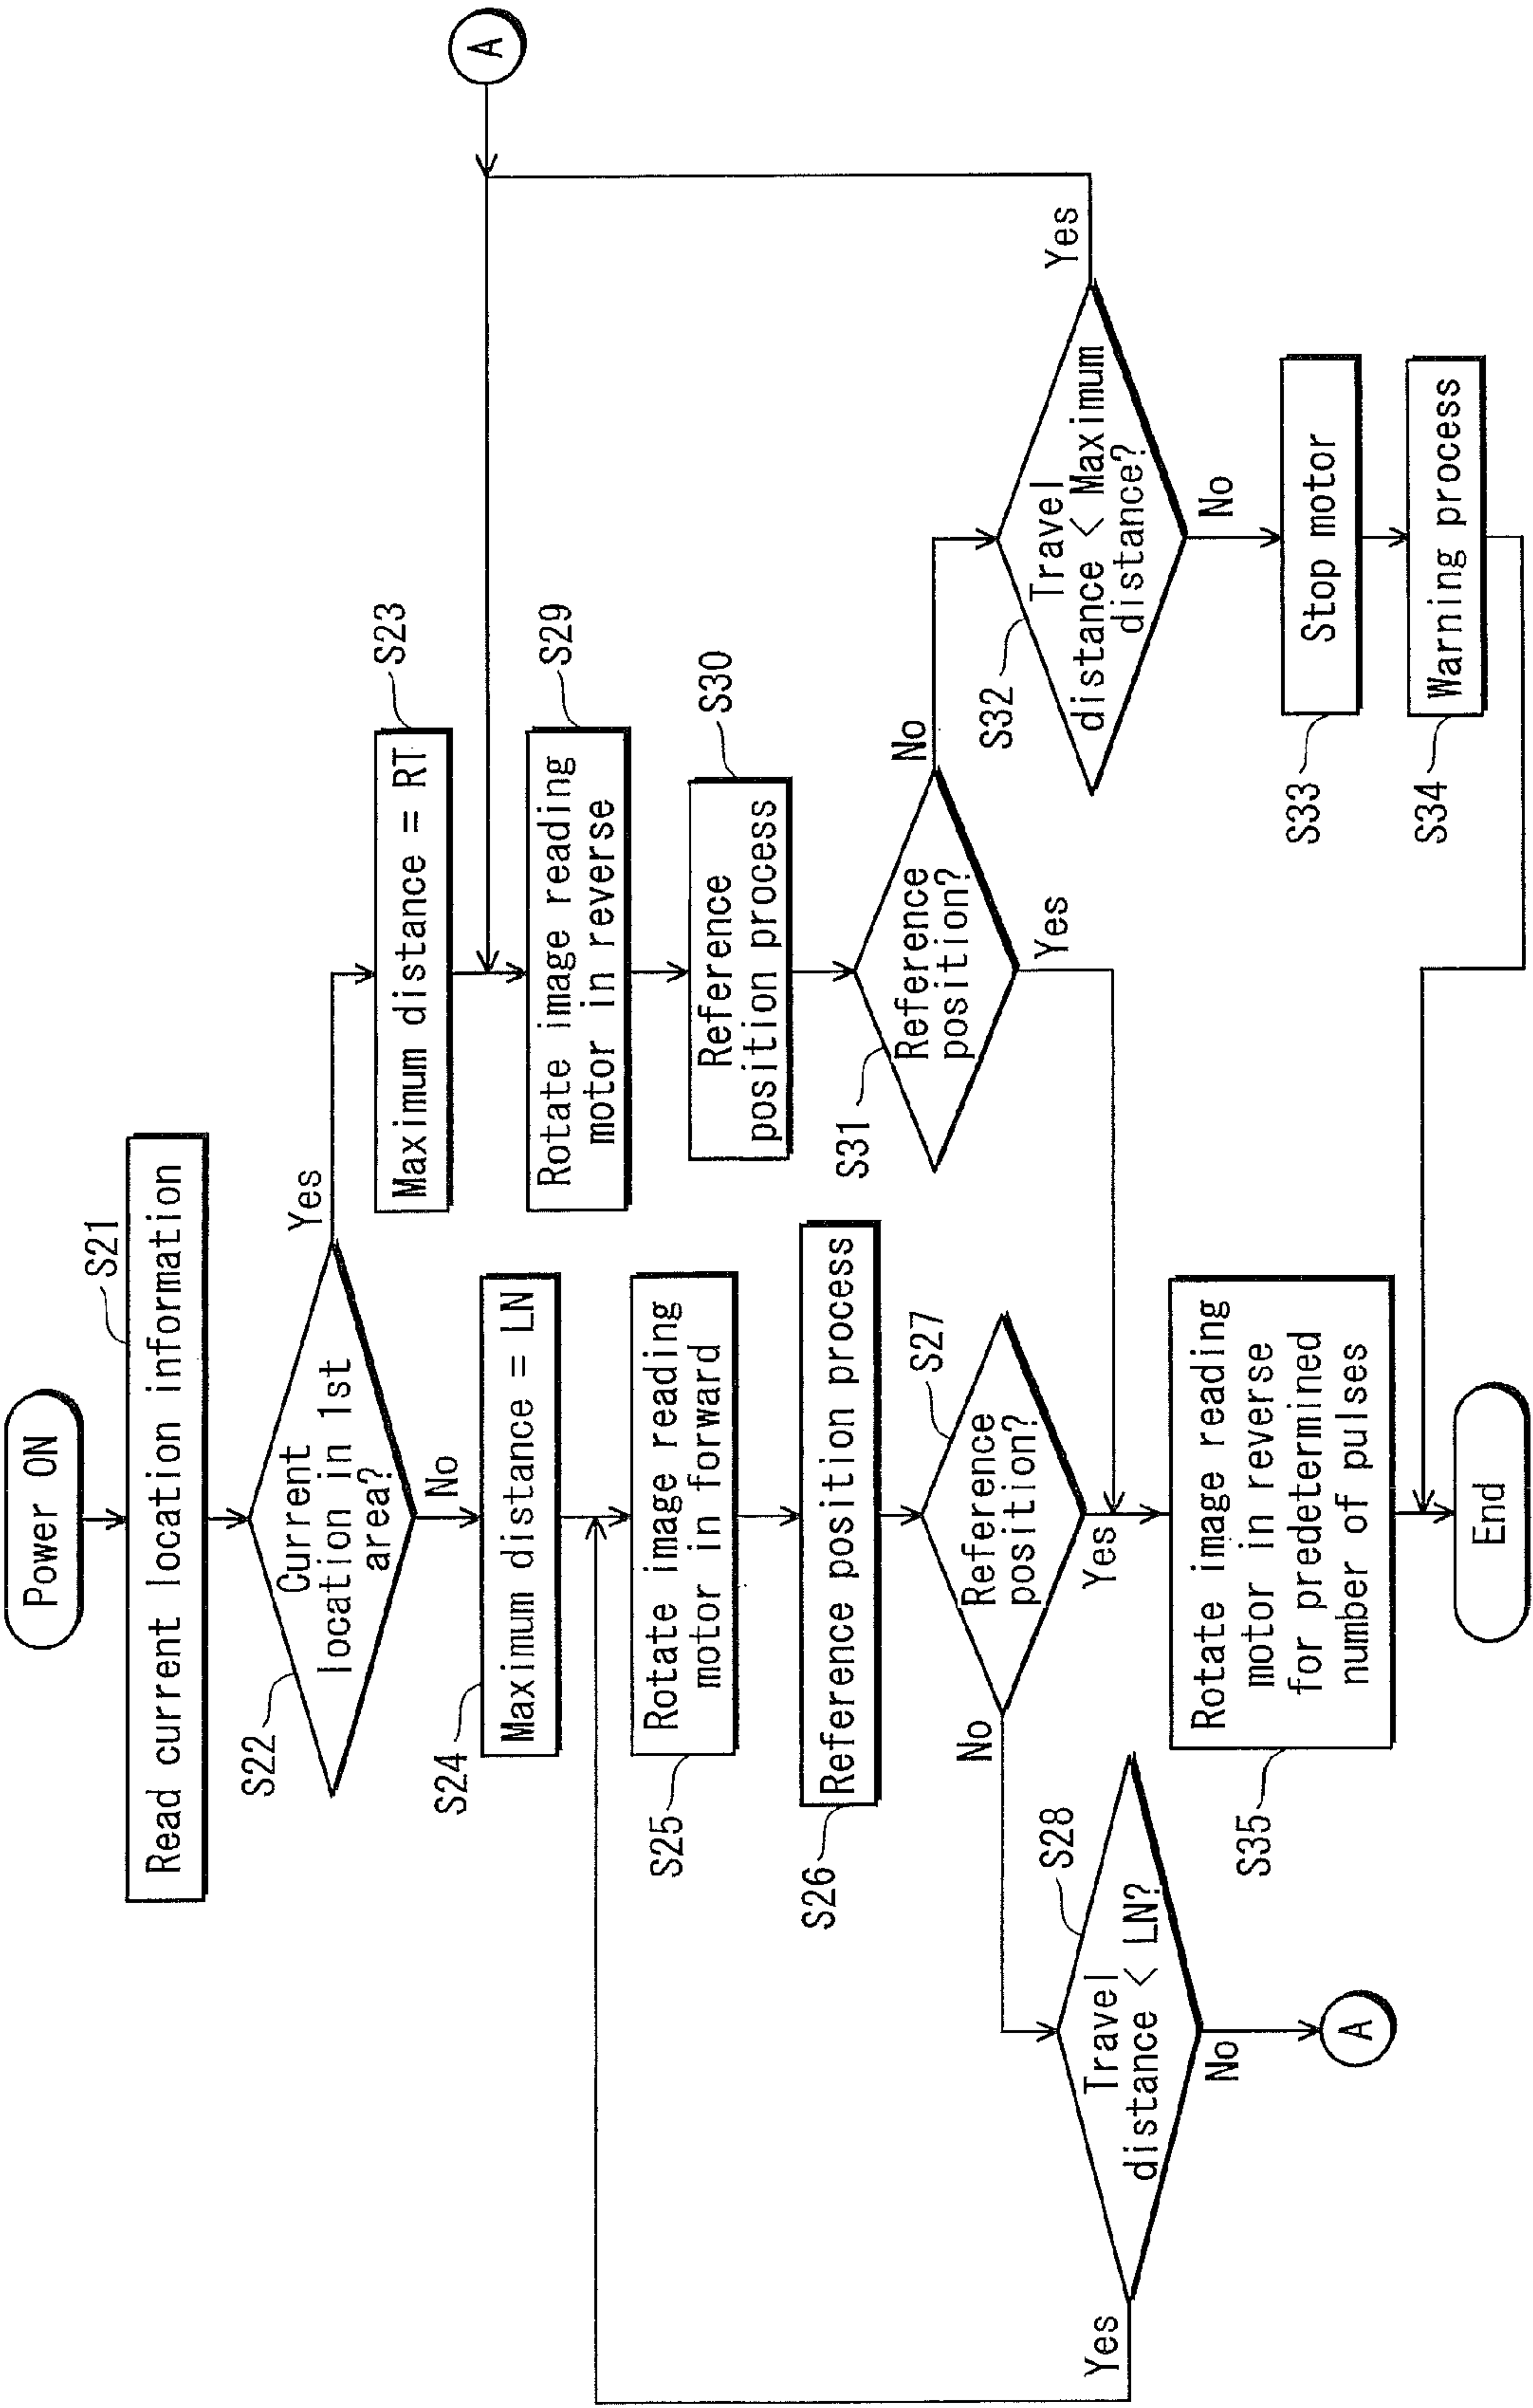 Power ON
S21
Read current location information
S22
Current
location in 1st
area?
Yes
No
S23
Maximum distance = RT
S24
Maximum distance = LN
A
S25
Rotate image reading
motor in forward
S29
Rotate image reading
motor in reverse
S26
Reference position process
S30
Reference
position process
S27
Reference
position?
No
Yes
S31
Reference
position?
No
Yes
S28
Travel
distance < LN?
Yes
No
A
S32
Travel
distance < Maximum
distance?
Yes
No
S33
Stop motor
S34
Warning process
S35
Rotate image reading
motor in reverse
for predetermined
number of pulses
End